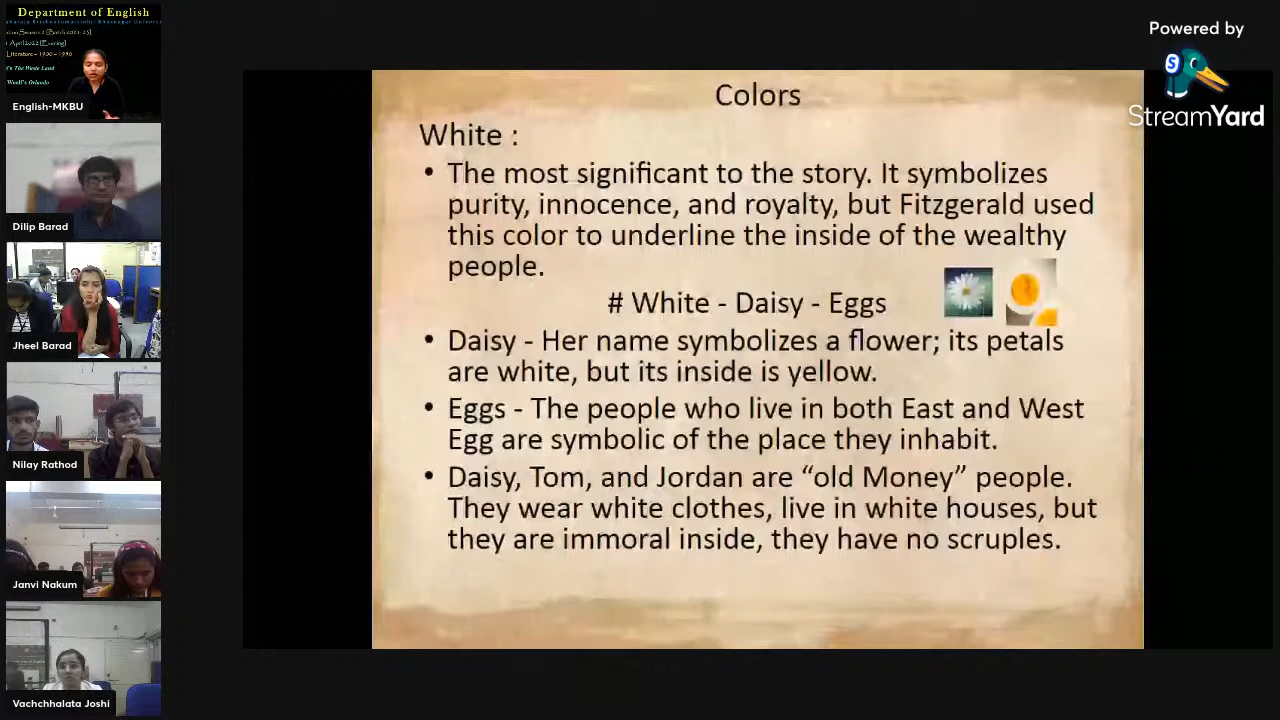 Department of English
English-MKBU
Dilip Barad
Jheel Barad
Nilay Rathod
Janvi Nakum
Vachchhalata Joshi
Colors
White :
• The most significant to the story. It symbolizes
purity, innocence, and royalty, but Fitzgerald used
this color to underline the inside of the wealthy
people.
# White - Daisy - Eggs
• Daisy - Her name symbolizes a flower; its petals
are white, but its inside is yellow.
• Eggs - The people who live in both East and West
Egg are symbolic of the place they inhabit.
• Daisy, Tom, and Jordan are “old Money” people.
They wear white clothes, live in white houses, but
they are immoral inside, they have no scruples.
Powered by
S
StreamYard